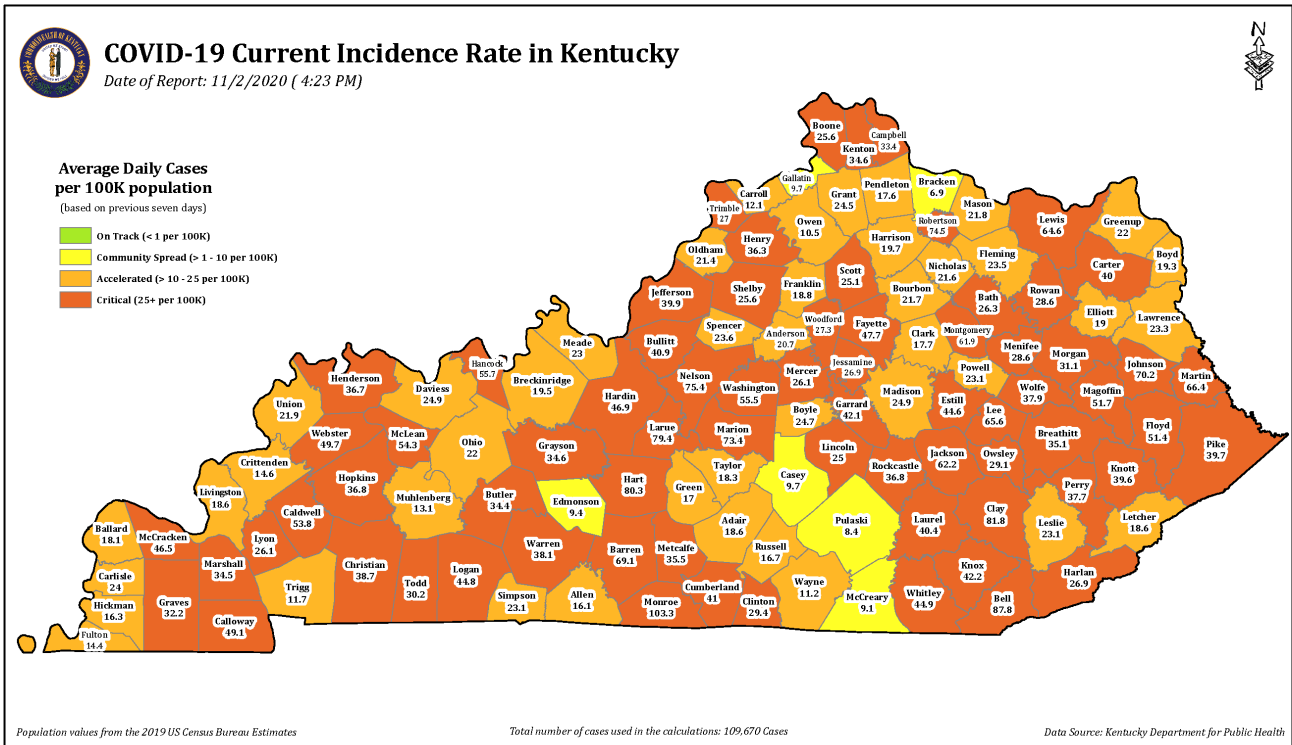 COVID-19 Current Incidence Rate in Kentucky
Date of Report: 11/2/2020 ( 4:23 PM)
N
Average Daily Cases
per 100K population
(based on previous seven days)
On Track (< 1 per 100K)
Community Spread (> 1 - 10 per 100K)
Accelerated (> 10 - 25 per 100K)
Critical (25+ per 100K)
Boone
25.6
Campbell
33.4
Kenton
34.6
Gallatin
9.7
Carroll
12.1
Trimble
27
Grant
24.5
Pendleton
17.6
Bracken
6.9
Mason
21.8
Robertson
74.5
Lewis
64.6
Greenup
22
Boyd
19.3
Owen
10.5
Henry
36.3
Oldham
21.4
Harrison
19.7
Nicholas
21.6
Fleming
23.5
Carter
40
Jefferson
39.9
Shelby
25.6
Franklin
18.8
Scott
25.1
Bourbon
21.7
Bath
26.3
Rowan
28.6
Elliott
19
Lawrence
23.3
Spencer
23.6
Anderson
20.7
Woodford
27.3
Fayette
47.7
Clark
17.7
Montgomery
61.9
Menifee
28.6
Morgan
31.1
Johnson
70.2
Martin
66.4
Bullitt
40.9
Meade
23
Hancock
55.7
Breckinridge
19.5
Hardin
46.9
Nelson
75.4
Washington
55.5
Mercer
26.1
Jessamine
26.9
Madison
24.9
Powell
23.1
Estill
44.6
Wolfe
37.9
Magoffin
51.7
Floyd
51.4
Pike
39.7
Henderson
36.7
Daviess
24.9
Union
21.9
Webster
49.7
McLean
54.3
Ohio
22
Grayson
34.6
Larue
79.4
Marion
73.4
Boyle
24.7
Garrard
42.1
Lincoln
25
Rockcastle
36.8
Jackson
62.2
Lee
65.6
Owsley
29.1
Breathitt
35.1
Knott
39.6
Perry
37.7
Letcher
18.6
Crittenden
14.6
Livingston
18.6
Hopkins
36.8
Muhlenberg
13.1
Butler
34.4
Edmonson
9.4
Hart
80.3
Green
17
Taylor
18.3
Casey
9.7
Pulaski
8.4
Laurel
40.4
Clay
81.8
Leslie
23.1
Harlan
26.9
Ballard
18.1
McCracken
46.5
Caldwell
53.8
Lyon
26.1
Marshall
34.5
Christian
38.7
Todd
30.2
Logan
44.8
Warren
38.1
Barren
69.1
Metcalfe
35.5
Adair
18.6
Russell
16.7
Knox
42.2
Bell
87.8
Whitley
44.9
McCreary
9.1
Wayne
11.2
Clinton
29.4
Cumberland
41
Monroe
103.3
Allen
16.1
Simpson
23.1
Trigg
11.7
Calloway
49.1
Graves
32.2
Carlisle
24
Hickman
16.3
Fulton
14.4
Population values from the 2019 US Census Bureau Estimates
Total number of cases used in the calculations: 109,670 Cases
Data Source: Kentucky Department for Public Health